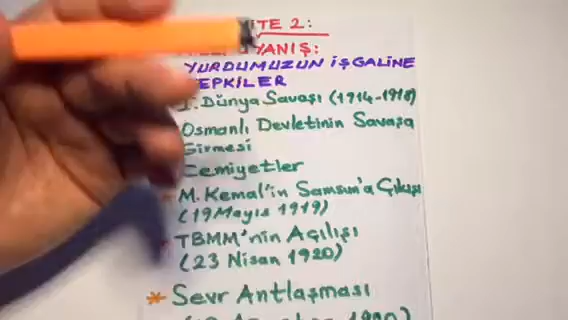 İTE 2:
UYANIŞ:
YURDUMUZUN İŞGALİNE
TEPKİLER
I. Dünya Savaşı (1914-1918)
Osmanlı Devletinin Savaşa
Girmesi
Cemiyetler
* M. Kemal'in Samsun'a Çıkışı
(19 Mayıs 1919)
* TBMM'nin Açılışı
(23 Nisan 1920)
* Sevr Antlaşması